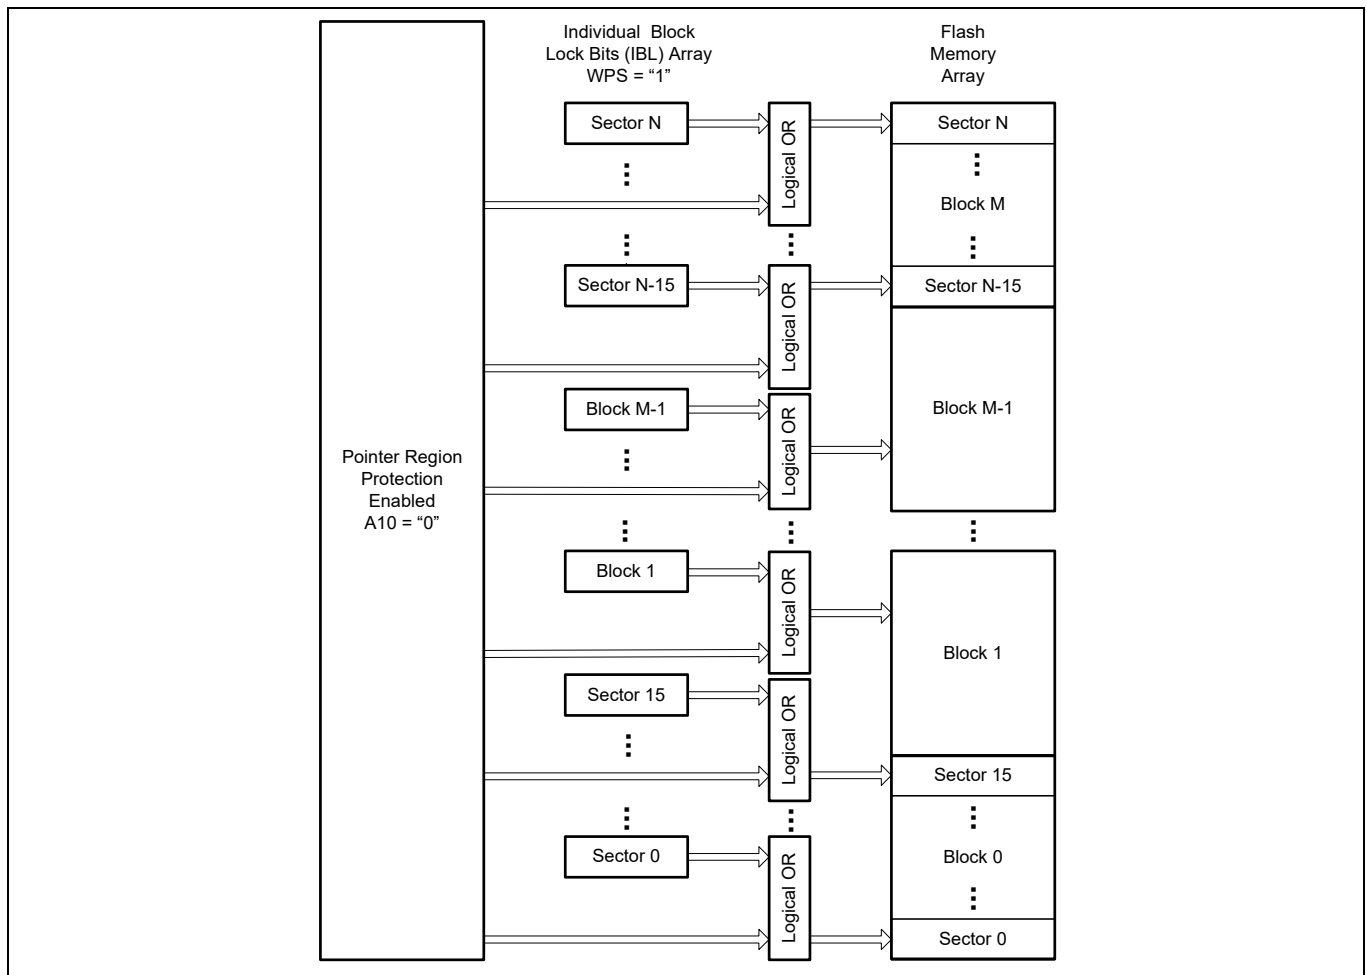 Individual Block
Lock Bits (IBL) Array
WPS = “1”
Flash
Memory
Array
Sector N
Logical OR
Sector N
Block M
Sector N-15
Logical OR
Sector N-15
Block M-1
Logical OR
Block M-1
Pointer Region
Protection
Enabled
A10 = “0”
Block 1
Logical OR
Block 1
Sector 15
Logical OR
Sector 15
Block 0
Sector 0
Logical OR
Sector 0